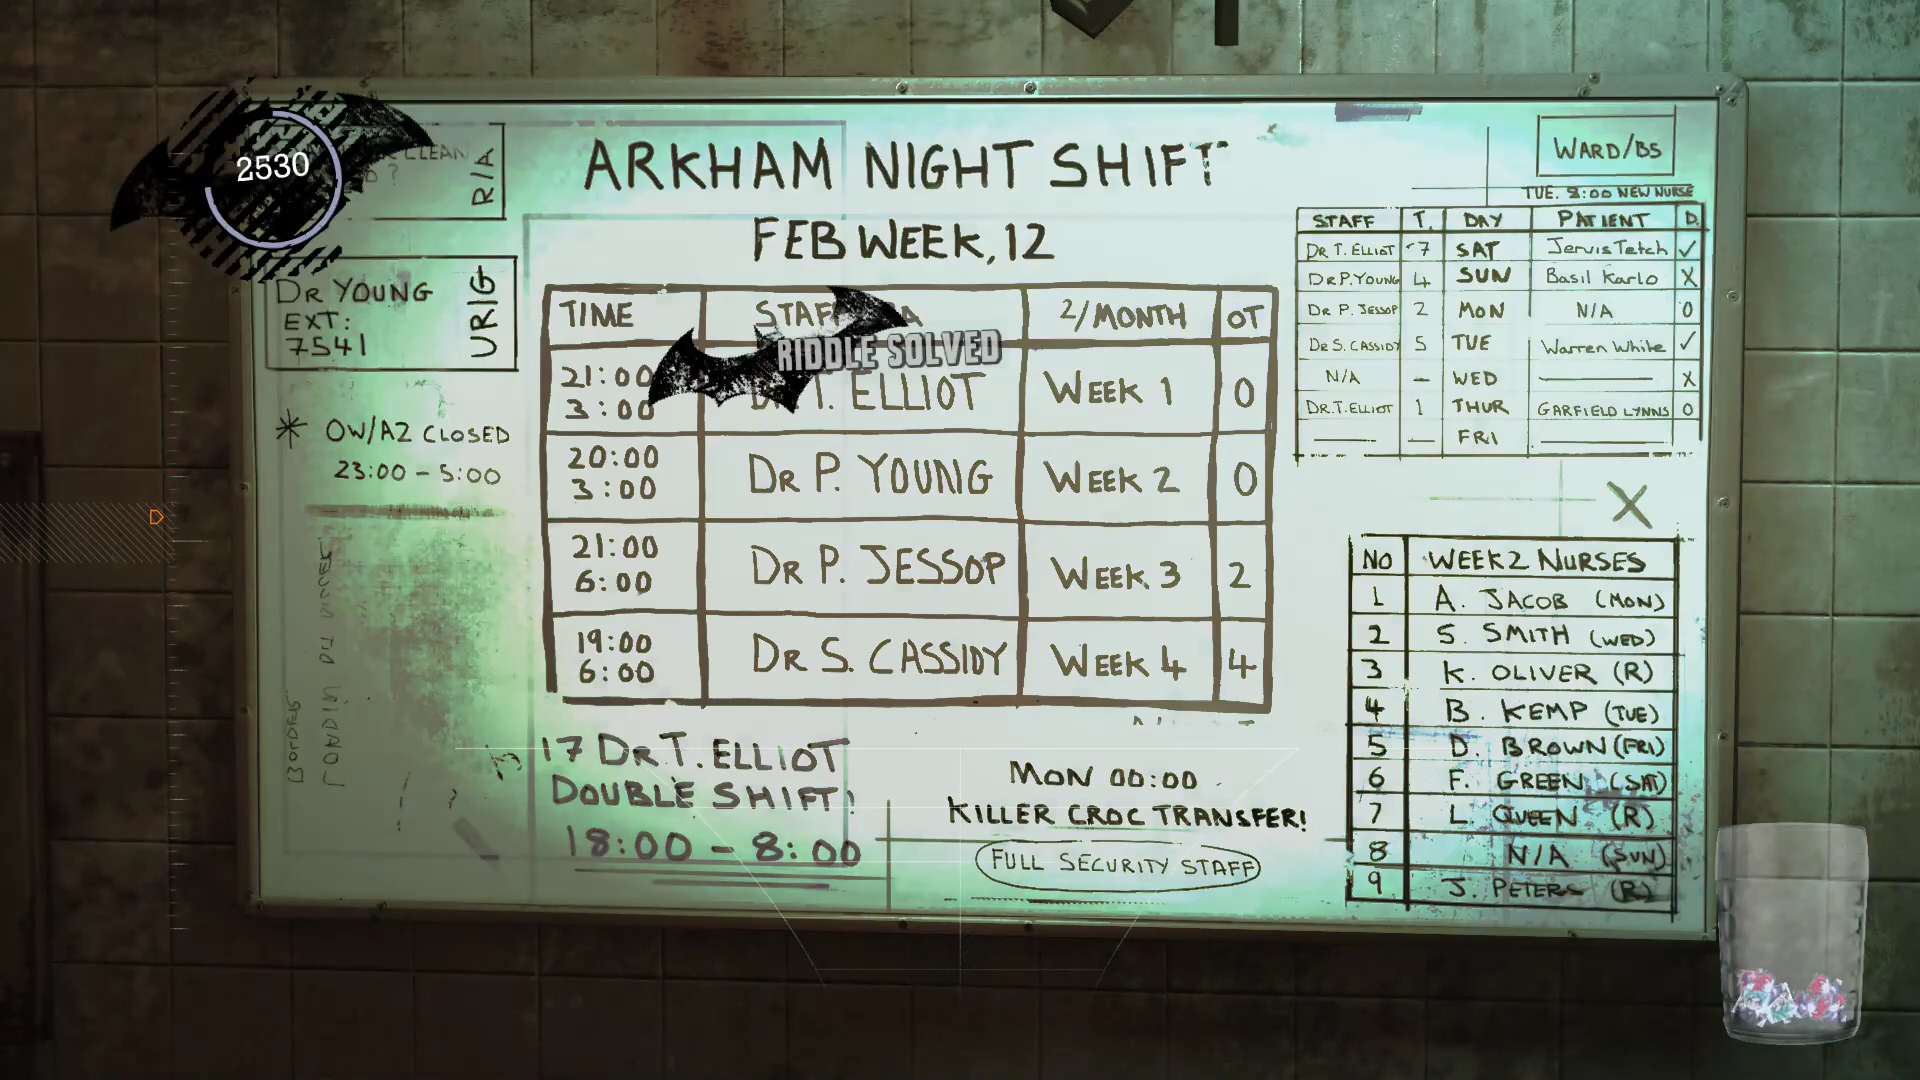 2530
CLEAN
R/A
ARKHAM NIGHT SHIFT
FEB WEEK, 12
DR YOUNG
EXT:
7541
URIG
* OW/A2 CLOSED
23:00 - 5:00
TIME 2/MONTH OT
RIDDLE SOLVED
21:00
3:00
T. ELLIOT WEEK 1 0
20:00
3:00
DR P. YOUNG WEEK 2 0
21:00
6:00
DR P. JESSOP WEEK 3 2
19:00
6:00
DR S. CASSIDY WEEK 4 4
17 DR T. ELLIOT
DOUBLE SHIFT!
18:00 - 8:00
MON 00:00
KILLER CROC TRANSFER!
FULL SECURITY STAFF
WARD/BS
TUE. 8:00 NEW NURSE
STAFF T. DAY PATIENT D.
DR T. ELLIOT 7 SAT Jervis Tetch ✓
DR P. YOUNG 4 SUN Basil Karlo X
DR P. JESSOP 2 MON N/A 0
DR S. CASSIDY 5 TUE Warren White ✓
N/A — WED — X
DR. T. ELLIOT 1 THUR GARFIELD LYNNS 0
— — FRI —
X
NO WEEK 2 NURSES
1 A. JACOB (MON)
2 S. SMITH (WED)
3 K. OLIVER (R)
4 B. KEMP (TUE)
5 D. BROWN (FRI)
6 F. GREEN (SAT)
7 L. QUEEN (R)
8 N/A (SUN)
9 J. PETERS (R)